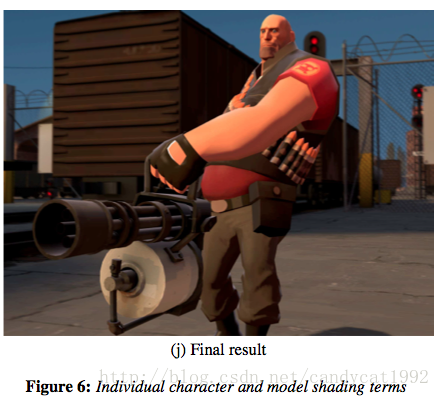 (j) Final result
http://blog.csdn.net/candycat1992
Figure 6: Individual character and model shading terms